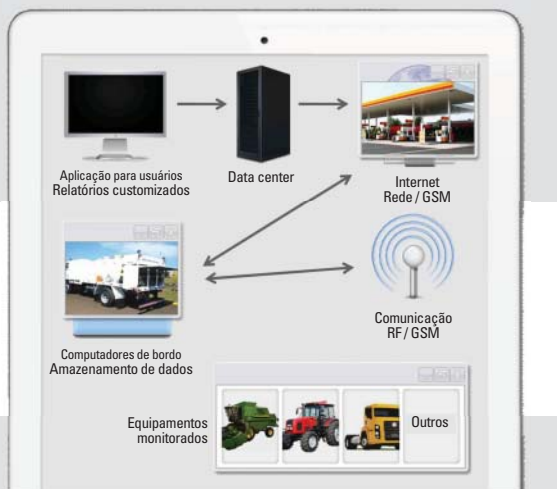 Aplicação para usuários
Relatórios customizados
Data center
Internet
Rede / GSM
Computadores de bordo
Amazenamento de dados
Comunicação
RF / GSM
Equipamentos
monitorados
Outros